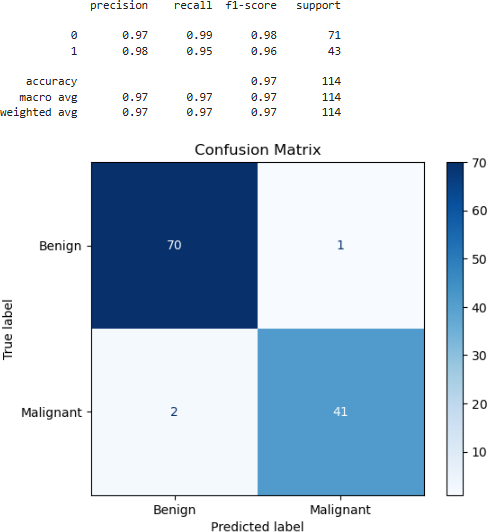 precision recall f1-score support
0 0.97 0.99 0.98 71
1 0.98 0.95 0.96 43
accuracy 0.97 114
macro avg 0.97 0.97 0.97 114
weighted avg 0.97 0.97 0.97 114
Confusion Matrix
70
60
50
40
30
20
10
True label
Benign 70 1
Malignant 2 41
Benign Malignant
Predicted label